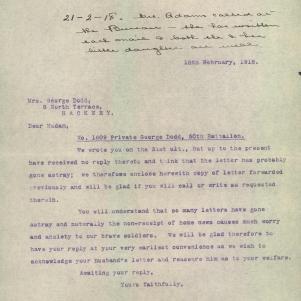 21-2-18. Mrs. Adams called at
the Bureau - she has written
each mail & both she & her
little daughter are well.
18th February, 1918.
Mrs. George Dodd,
8 North Terrace,
HACKNEY.
Dear Madam,
No. 1609 Private George Dodd, 50th Battalion.
We wrote you on the 21st ult., But up to the present
have received no reply thereto and think that the letter has probably
gone astray; we therefore enclose herewith copy of letter forwarded
previously and will be glad if you will call or write as requested
therein.
You will understand that so many letters have gone
astray and naturally the non-receipt of home news causes much worry
and anxiety to our brave soldiers. We will be glad therefore to
have your reply at your very earliest convenience as we wish to
acknowledge your husband's letter and reassure him as to your welfare.
Awaiting your reply,
Yours faithfully,